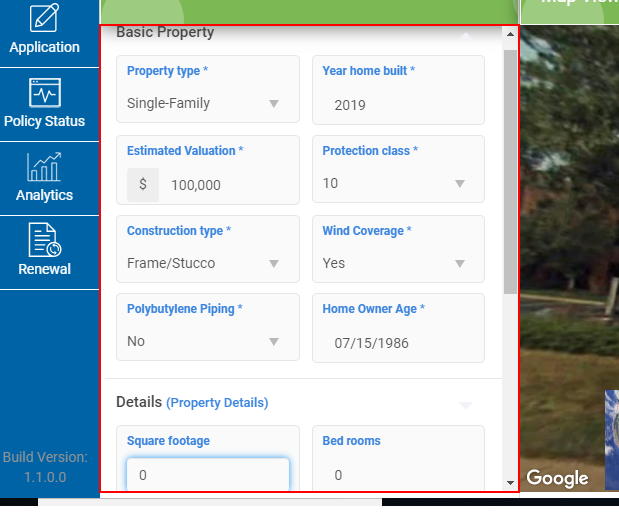 Application
Policy Status
Analytics
Renewal
Build Version:
1.1.0.0
Basic Property
Property type *
Single-Family
Year home built *
2019
Estimated Valuation *
$ 100,000
Protection class *
10
Construction type *
Frame/Stucco
Wind Coverage *
Yes
Polybutylene Piping *
No
Home Owner Age *
07/15/1986
Details (Property Details)
Square footage
0
Bed rooms
0
Map View
Google